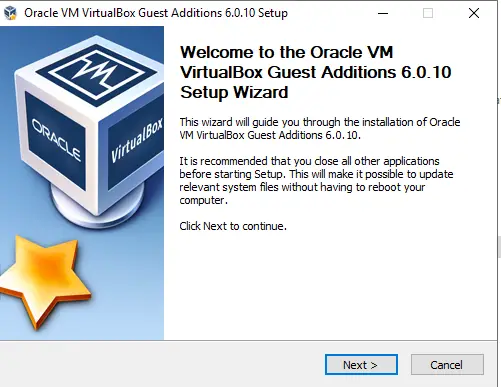 Oracle VM VirtualBox Guest Additions 6.0.10 Setup
Welcome to the Oracle VM
VirtualBox Guest Additions 6.0.10
Setup Wizard
This wizard will guide you through the installation of Oracle
VM VirtualBox Guest Additions 6.0.10.
It is recommended that you close all other applications
before starting Setup. This will make it possible to update
relevant system files without having to reboot your
computer.
Click Next to continue.
ORACLE
VirtualBox
Next >
Cancel